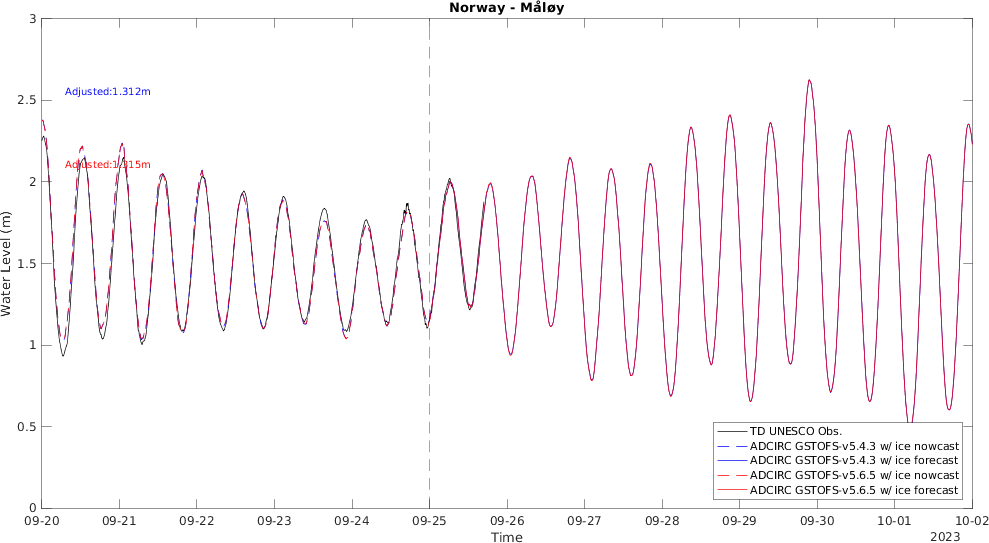 Norway - Måløy
3
2.5
2
1.5
1
0.5
0
Water Level (m)
Adjusted:1.312m
Adjusted:1.315m
TD UNESCO Obs.
ADCIRC GSTOFS-v5.4.3 w/ ice nowcast
ADCIRC GSTOFS-v5.4.3 w/ ice forecast
ADCIRC GSTOFS-v5.6.5 w/ ice nowcast
ADCIRC GSTOFS-v5.6.5 w/ ice forecast
09-20 09-21 09-22 09-23 09-24 09-25 09-26 09-27 09-28 09-29 09-30 10-01 10-02
Time
2023